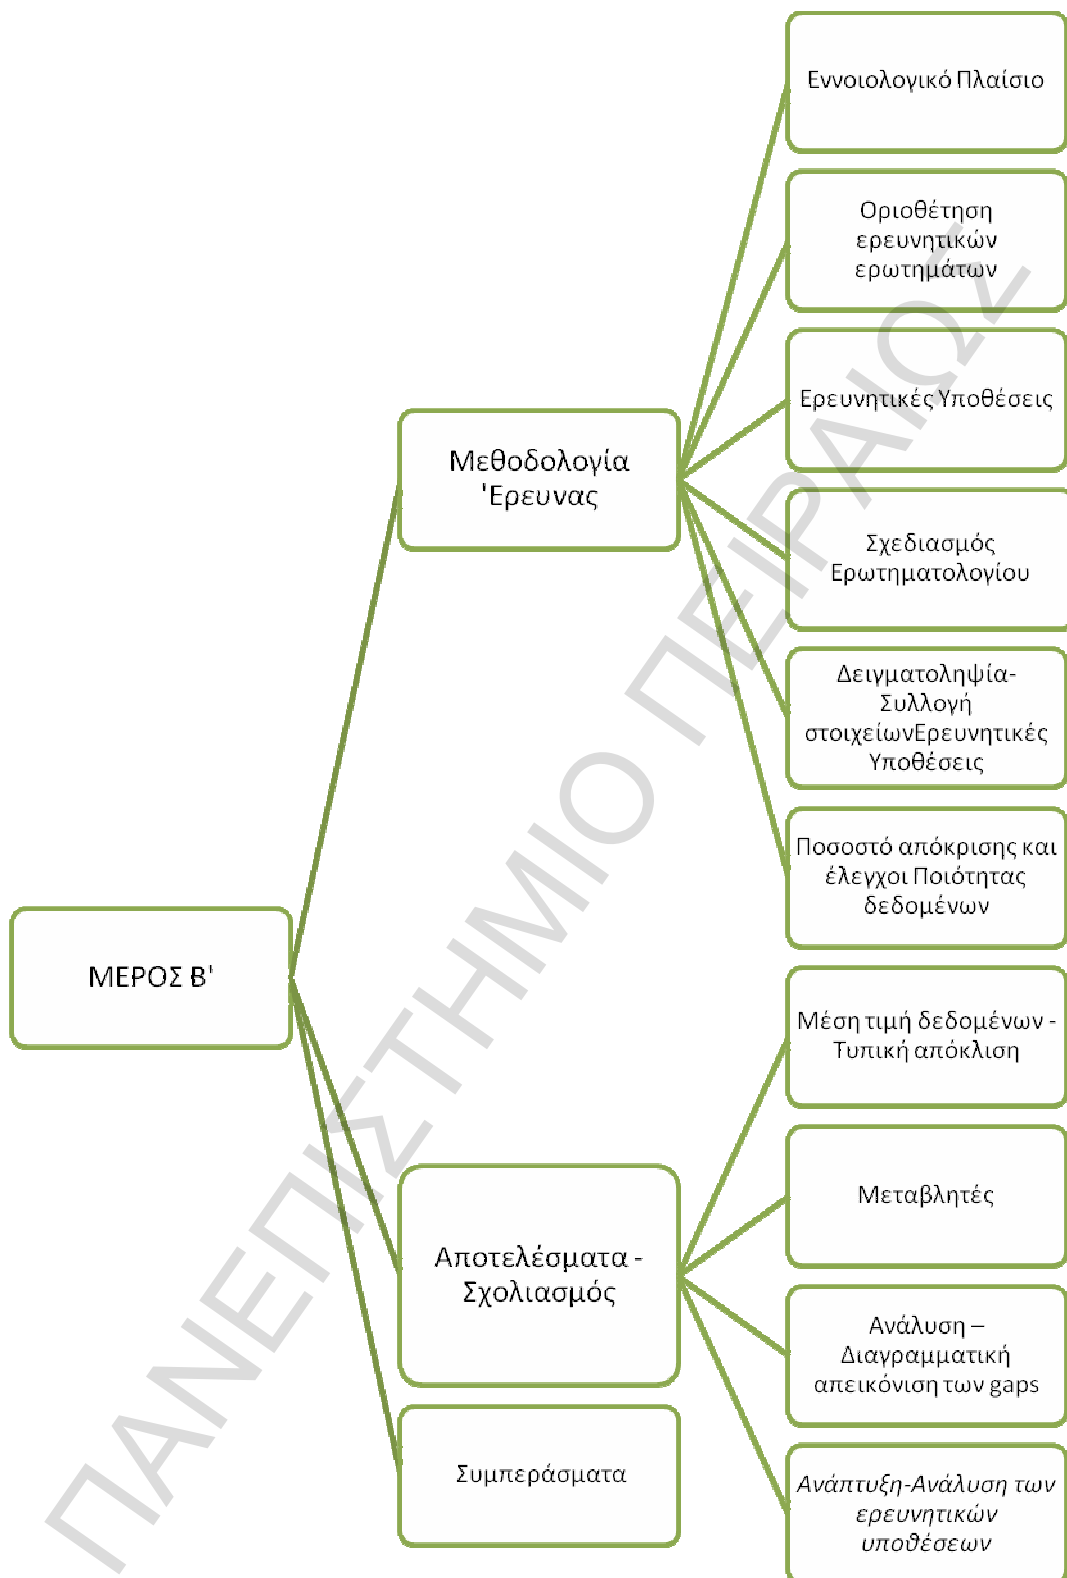 Εννοιολογικό Πλαίσιο
Οριοθέτηση
ερευνητικών
ερωτημάτων
Ερευνητικές Υποθέσεις
Μεθοδολογία
'Ερευνας
Σχεδιασμός
Ερωτηματολογίου
Δειγματοληψία-
Συλλογή
στοιχείωνΕρευνητικές
Υποθέσεις
Ποσοστό απόκρισης και
έλεγχοι Ποιότητας
δεδομένων
ΜΕΡΟΣ Β'
Μέση τιμή δεδομένων -
Τυπική απόκλιση
Μεταβλητές
Αποτελέσματα -
Σχολιασμός
Ανάλυση –
Διαγραμματική
απεικόνιση των gaps
Συμπεράσματα
Ανάπτυξη-Ανάλυση των
ερευνητικών
υποθέσεων
ΠΑΝΕΠΙΣΤΗΜΙΟ ΠΕΙΡΑΙΩΣ